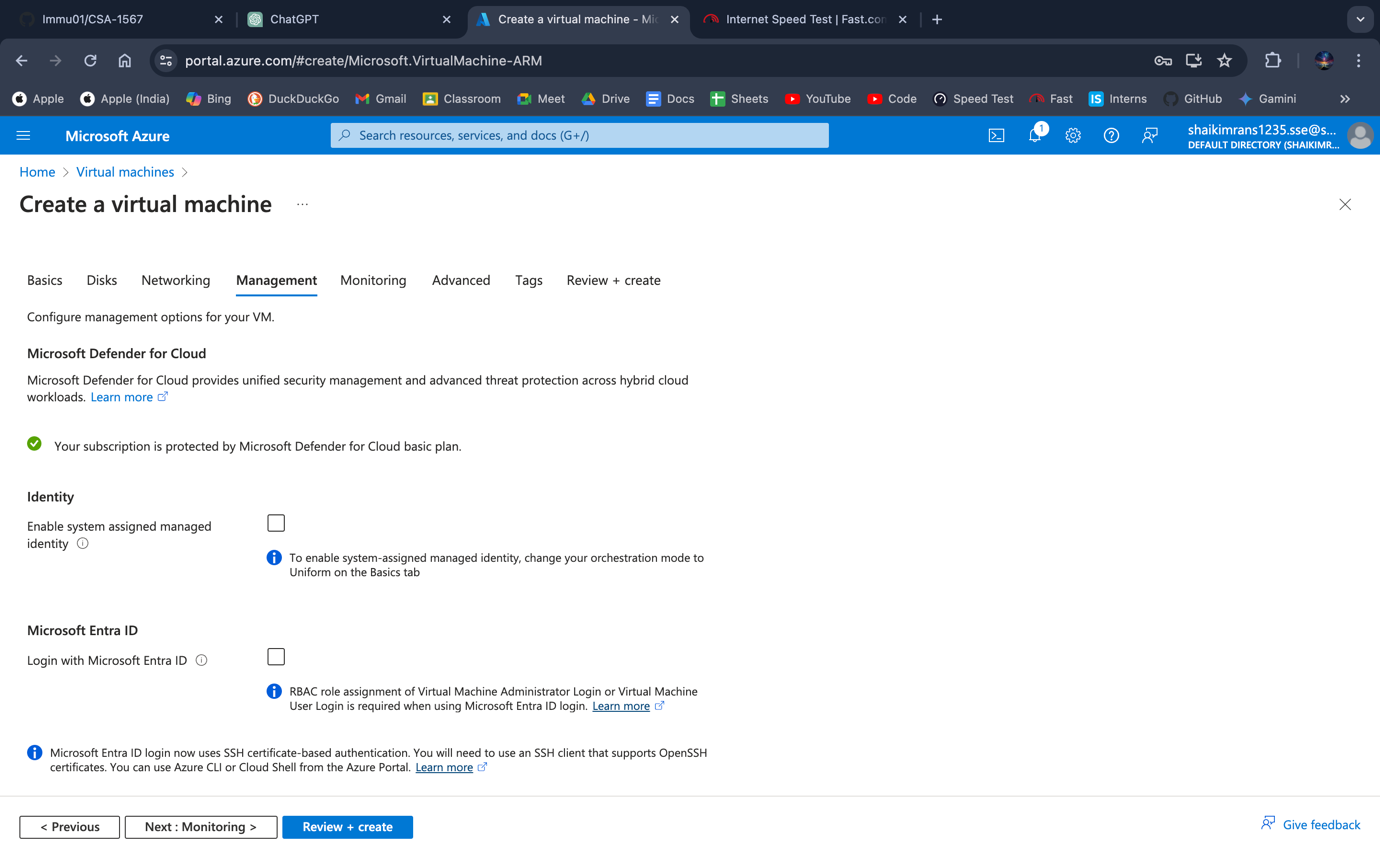 Immu01/CSA-1567
ChatGPT
Create a virtual machine - Mic
Internet Speed Test | Fast.com
portal.azure.com/#create/Microsoft.VirtualMachine-ARM
Apple
Apple (India)
Bing
DuckDuckGo
Gmail
Classroom
Meet
Drive
Docs
Sheets
YouTube
Code
Speed Test
Fast
IS
Interns
GitHub
Gamini
Microsoft Azure
Search resources, services, and docs (G+/)
1
shaikimrans1235.sse@s...
DEFAULT DIRECTORY (SHAIKIMR...
Home > Virtual machines >
Create a virtual machine ...
Basics
Disks
Networking
Management
Monitoring
Advanced
Tags
Review + create
Configure management options for your VM.
Microsoft Defender for Cloud
Microsoft Defender for Cloud provides unified security management and advanced threat protection across hybrid cloud
workloads. Learn more
Your subscription is protected by Microsoft Defender for Cloud basic plan.
Identity
Enable system assigned managed
identity
To enable system-assigned managed identity, change your orchestration mode to
Uniform on the Basics tab
Microsoft Entra ID
Login with Microsoft Entra ID
RBAC role assignment of Virtual Machine Administrator Login or Virtual Machine
User Login is required when using Microsoft Entra ID login. Learn more
Microsoft Entra ID login now uses SSH certificate-based authentication. You will need to use an SSH client that supports OpenSSH
certificates. You can use Azure CLI or Cloud Shell from the Azure Portal. Learn more
< Previous
Next : Monitoring >
Review + create
Give feedback